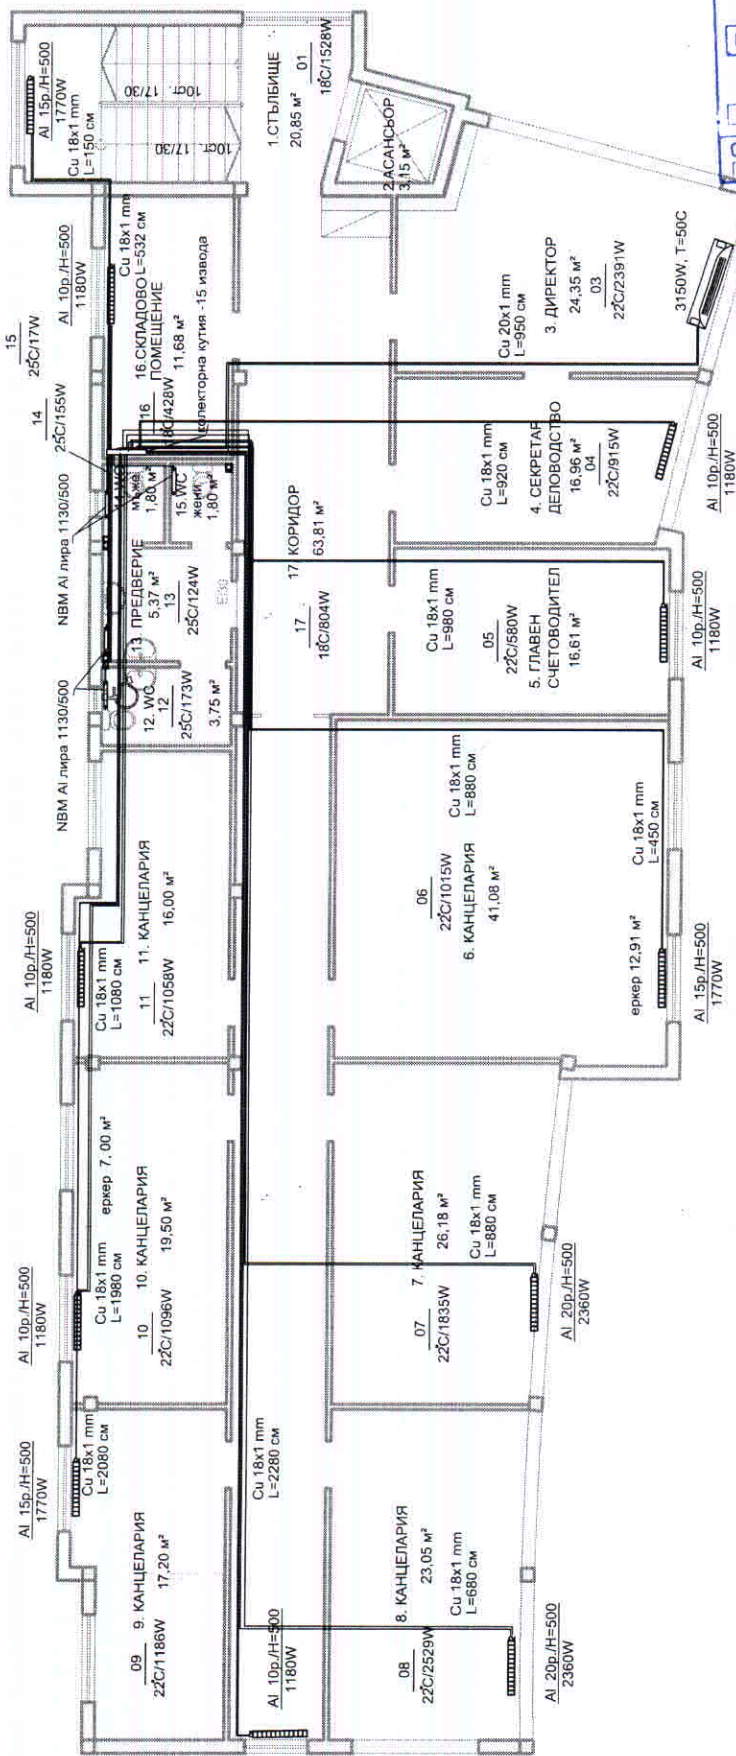 Al 15р./H=500
1770W
Cu 18x1 mm
L=150 см
10ст. 17/30
10ст. 17/30
1.СТЪЛБИЩЕ
20,85 м²
01
18°C/1528W
2.АСАНСЬОР
3,15 м²
Al 10р./H=500
1180W
Cu 18x1 mm
L=532 см
16.СКЛАДОВО
ПОМЕЩЕНИЕ
11,68 м²
16
18°C/428W
колекторна кутия -15 извода
15
25°C/17W
14
25°C/155W
NBM Al лира 1130/500
NBM Al лира 1130/500
мъже
1,80 м²
15.WC
жени
1,80 м²
13. ПРЕДВЕРИЕ
5,37 м²
13
25°C/124W
12. WC
12
25°C/173W
3,75 м²
17. КОРИДОР
63,81 м²
17
18°C/804W
Cu 20x1 mm
L=950 см
3. ДИРЕКТОР
24,35 м²
03
22°C/2391W
3150W, T=50C
Cu 18x1 mm
L=920 см
4. СЕКРЕТАР
ДЕЛОВОДСТВО
16,96 м²
04
22°C/915W
Al 10р./H=500
1180W
Cu 18x1 mm
L=980 см
05
22°C/580W
5. ГЛАВЕН
СЧЕТОВОДИТЕЛ
16,61 м²
Al 10р./H=500
1180W
Cu 18x1 mm
L=880 см
06
22°C/1015W
6. КАНЦЕЛАРИЯ
41,08 м²
Cu 18x1 mm
L=450 см
еркер 12,91 м²
Al 15р./H=500
1770W
Al 10р./H=500
1180W
Cu 18x1 mm
L=1080 см
11. КАНЦЕЛАРИЯ
16,00 м²
11
22°C/1058W
еркер 7,00 м²
Al 10р./H=500
1180W
Cu 18x1 mm
L=1980 см
10. КАНЦЕЛАРИЯ
19,50 м²
10
22°C/1096W
7. КАНЦЕЛАРИЯ
26,18 м²
07
22°C/1835W
Cu 18x1 mm
L=880 см
Al 20р./H=500
2360W
Al 15р./H=500
1770W
Cu 18x1 mm
L=2080 см
9. КАНЦЕЛАРИЯ
17,20 м²
09
22°C/1186W
Cu 18x1 mm
L=2280 см
Al 10р./H=500
1180W
8. КАНЦЕЛАРИЯ
23,05 м²
08
22°C/2529W
Cu 18x1 mm
L=680 см
Al 20р./H=500
2360W